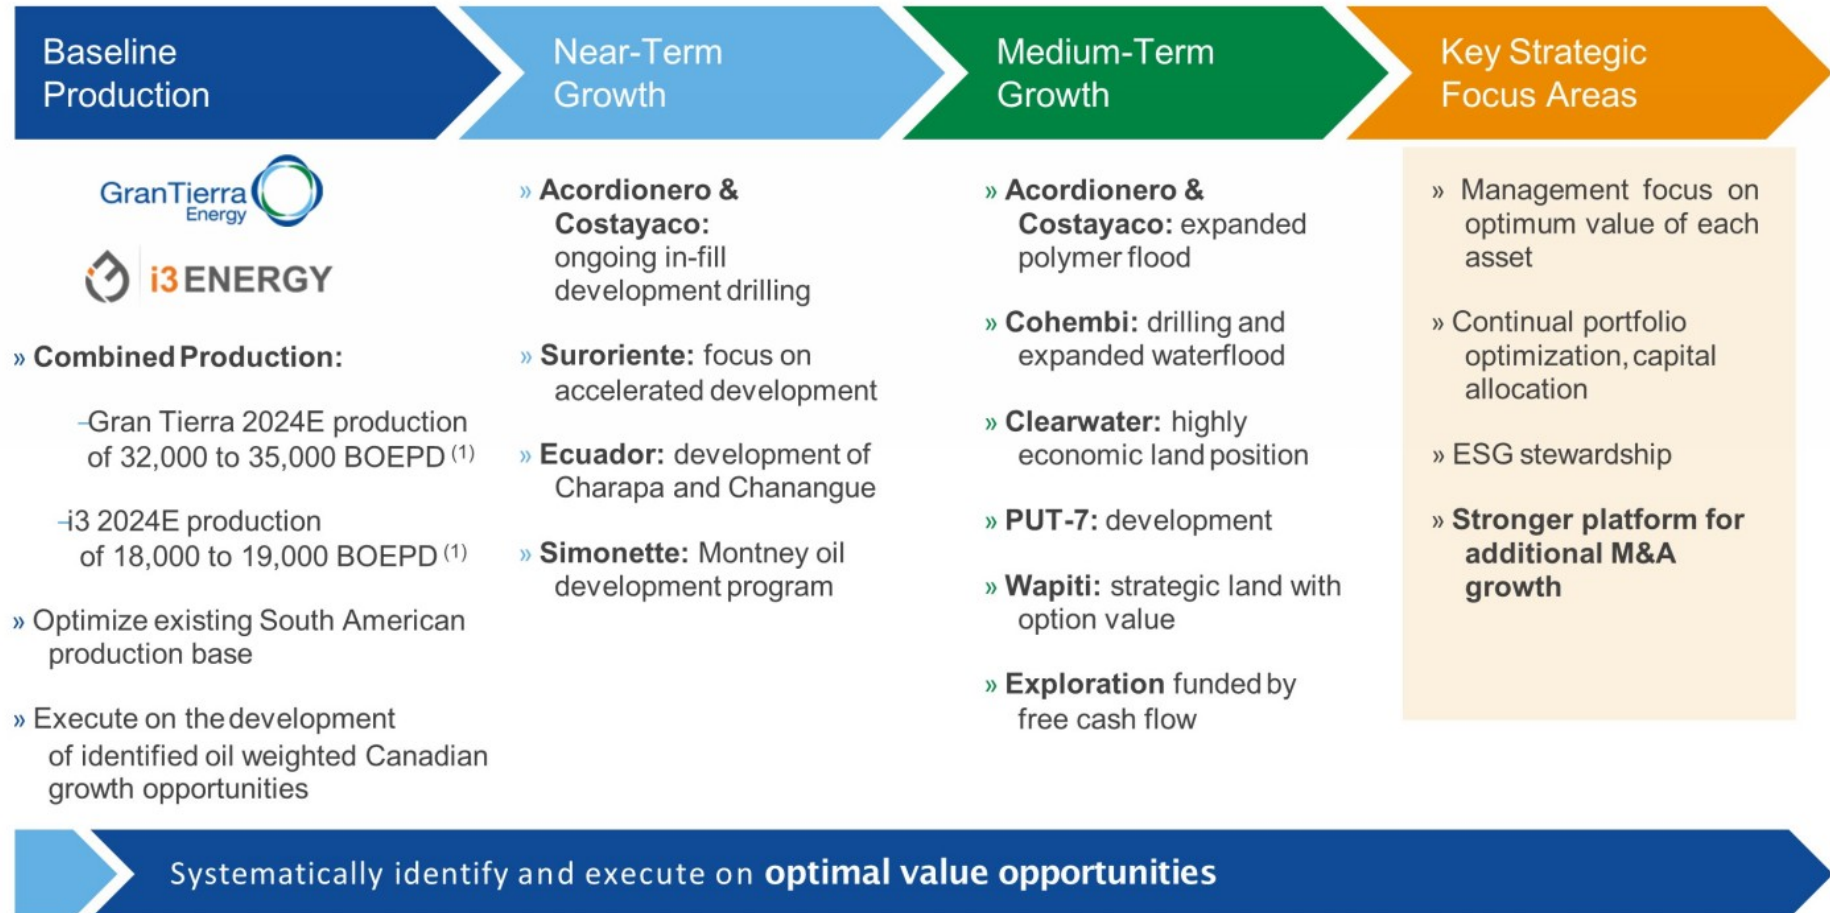 Baseline
Production
Near-Term
Growth
Medium-Term
Growth
Key Strategic
Focus Areas
GranTierra
Energy
i3 ENERGY
» Combined Production:
–Gran Tierra 2024E production
of 32,000 to 35,000 BOEPD (1)
–i3 2024E production
of 18,000 to 19,000 BOEPD (1)
» Optimize existing South American
production base
» Execute on the development
of identified oil weighted Canadian
growth opportunities
» Acordionero &
Costayaco:
ongoing in-fill
development drilling
» Suroriente: focus on
accelerated development
» Ecuador: development of
Charapa and Chanangue
» Simonette: Montney oil
development program
» Acordionero &
Costayaco: expanded
polymer flood
» Cohembi: drilling and
expanded waterflood
» Clearwater: highly
economic land position
» PUT-7: development
» Wapiti: strategic land with
option value
» Exploration funded by
free cash flow
» Management focus on
optimum value of each
asset
» Continual portfolio
optimization, capital
allocation
» ESG stewardship
» Stronger platform for
additional M&A
growth
Systematically identify and execute on optimal value opportunities